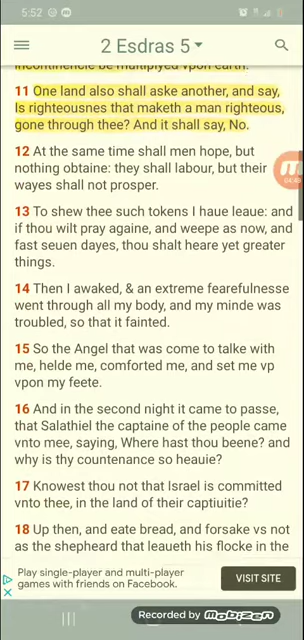 5:52
2 Esdras 5
incontinencie be multiplyed vpon earth.
11 One land also shall aske another, and say,
Is righteousnes that maketh a man righteous,
gone through thee? And it shall say, No.
12 At the same time shall men hope, but
nothing obtaine: they shall labour, but their
wayes shall not prosper.
13 To shew thee such tokens I haue leaue: and
if thou wilt pray againe, and weepe as now, and
fast seuen dayes, thou shalt heare yet greater
things.
14 Then I awaked, & an extreme fearefulnesse
went through all my body, and my minde was
troubled, so that it fainted.
15 So the Angel that was come to talke with
me, helde me, comforted me, and set me vp
vpon my feete.
16 And in the second night it came to passe,
that Salathiel the captaine of the people came
vnto mee, saying, Where hast thou beene? and
why is thy countenance so heauie?
17 Knowest thou not that Israel is committed
vnto thee, in the land of their captiuitie?
18 Up then, and eate bread, and forsake vs not
as the shepheard that leaueth his flocke in the
Play single-player and multi-player
games with friends on Facebook.
VISIT SITE
Recorded by mobizen